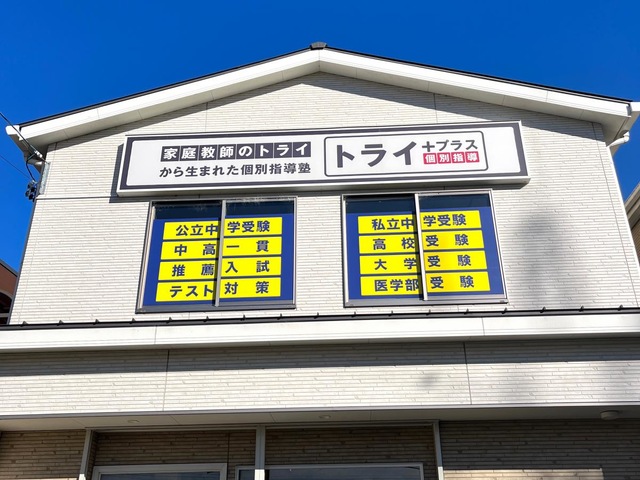 家庭教師のトライ
から生まれた個別指導塾
トライ+プラス
個別指導
公立中学受験
中高一貫
推薦入試
テスト対策
私立中学受験
高校受験
大学受験
医学部受験